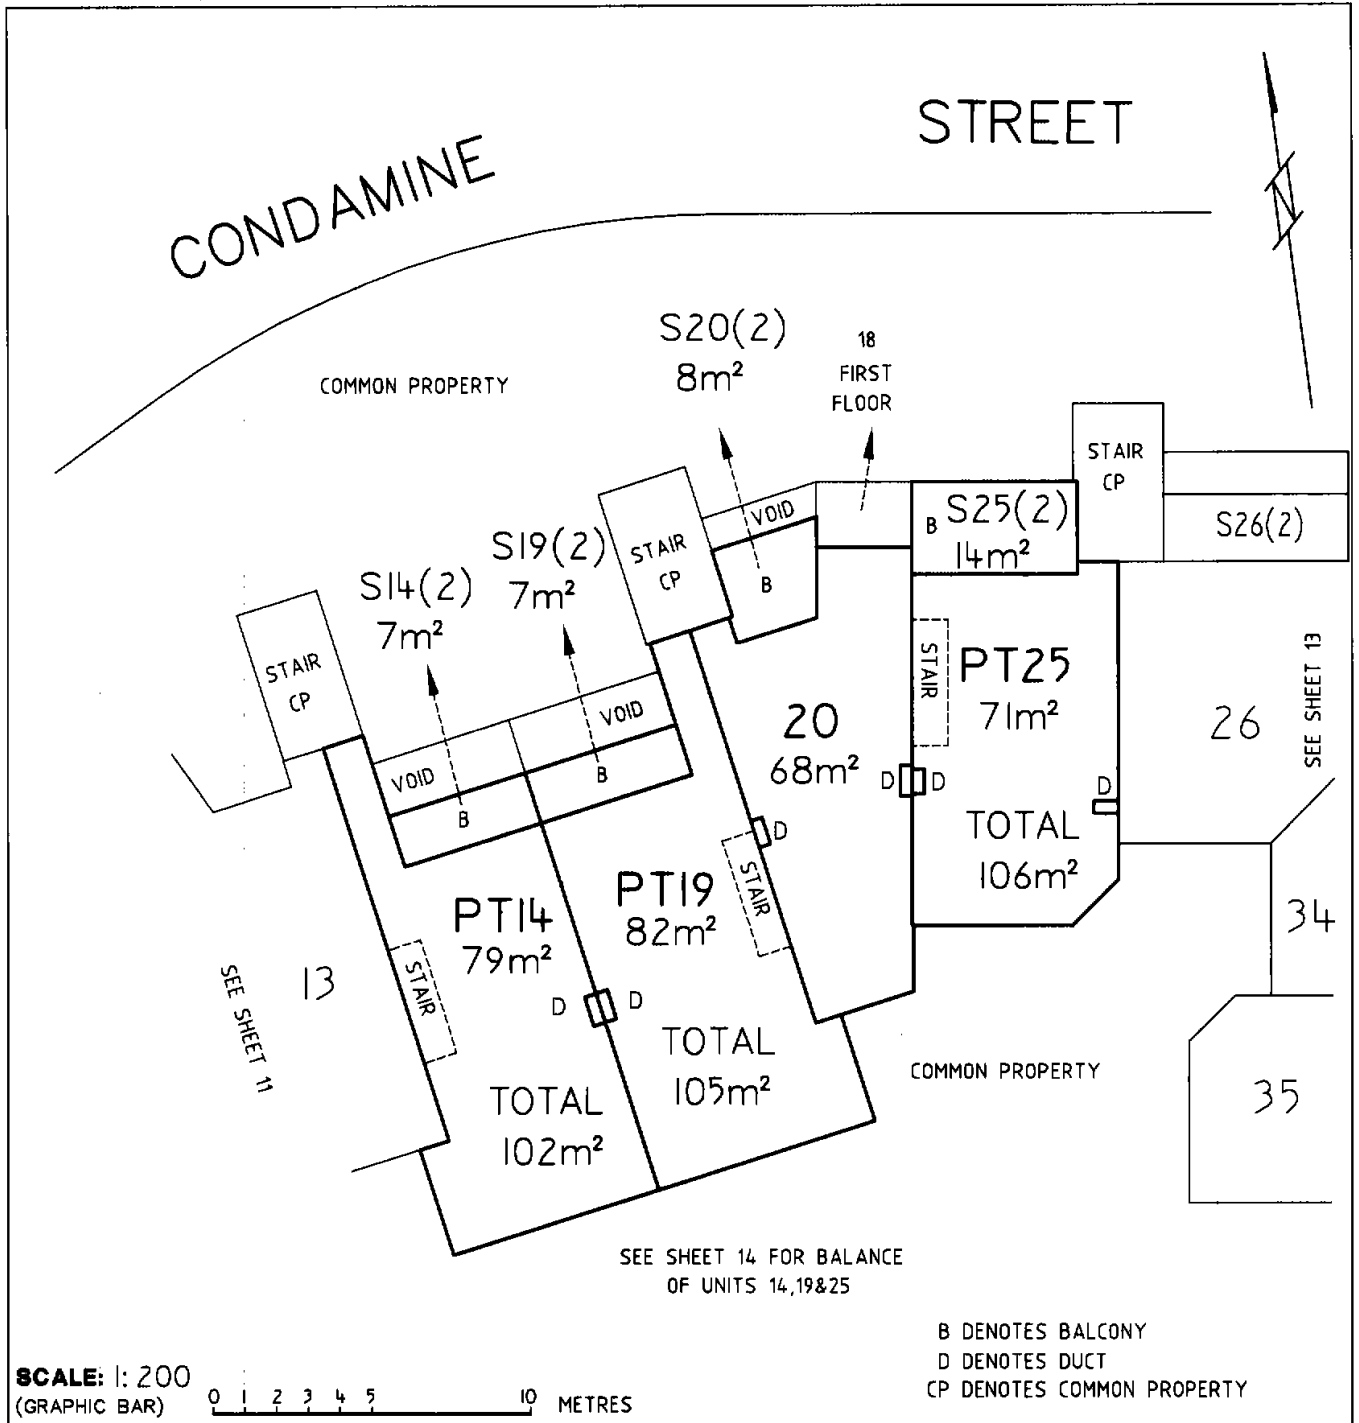 CONDAMINE STREET
N
COMMON PROPERTY
S20(2)
8m²
18
FIRST
FLOOR
STAIR
CP
S26(2)
VOID
B S25(2)
14m²
S19(2)
7m²
STAIR
CP
B
S14(2)
7m²
STAIR
CP
VOID
B
VOID
B
STAIR
PT25
71m²
D
TOTAL
106m²
26
SEE SHEET 13
20
68m²
D D
D
STAIR
PT19
82m²
TOTAL
105m²
PT14
79m²
D D
STAIR
TOTAL
102m²
13
SEE SHEET 11
34
35
COMMON PROPERTY
SEE SHEET 14 FOR BALANCE
OF UNITS 14,19&25
B DENOTES BALCONY
D DENOTES DUCT
CP DENOTES COMMON PROPERTY
SCALE: 1:200
(GRAPHIC BAR)
0 1 2 3 4 5 10 METRES